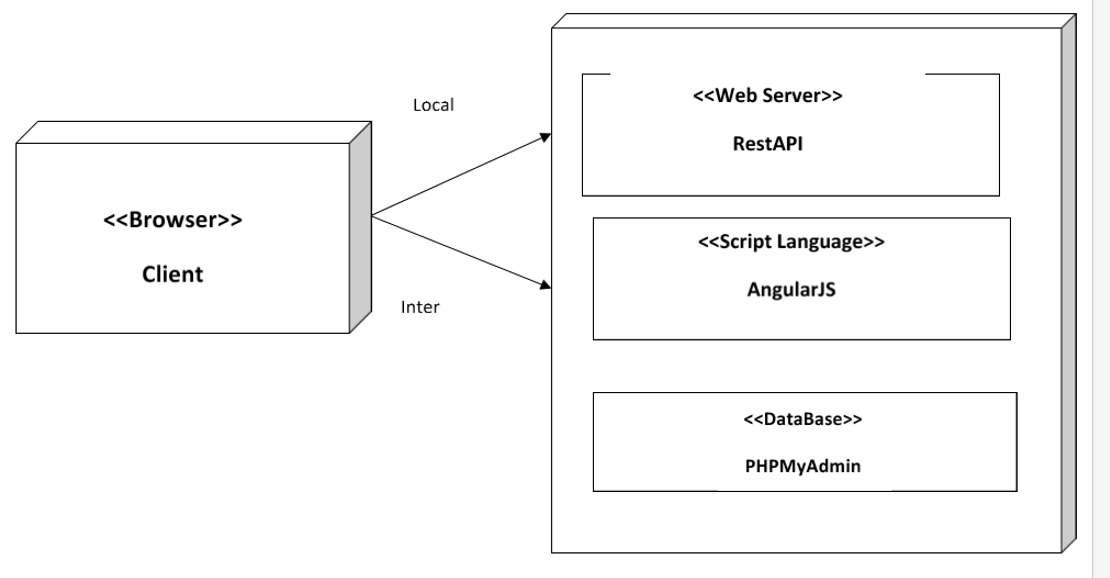 Local
<<Browser>>
Client
Inter
<<Web Server>>
RestAPI
<<Script Language>>
AngularJS
<<DataBase>>
PHPMyAdmin